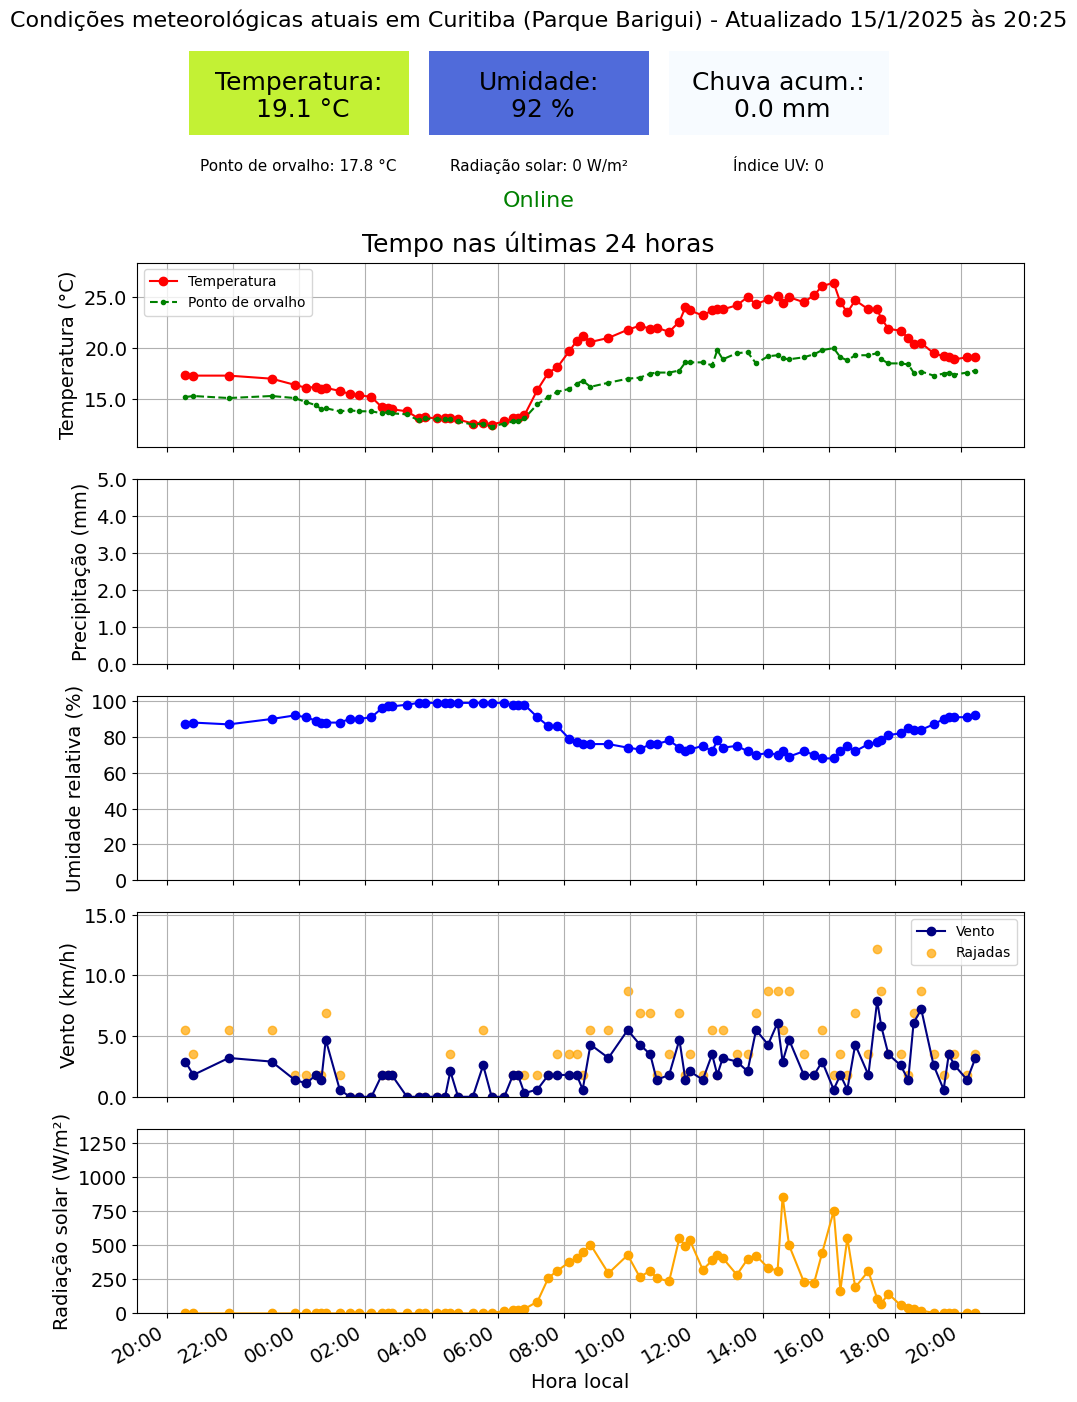 Condições meteorológicas atuais em Curitiba (Parque Barigui) - Atualizado 15/1/2025 às 20:25
Temperatura:
19.1 °C
Umidade:
92 %
Chuva acum.:
0.0 mm
Ponto de orvalho: 17.8 °C
Radiação solar: 0 W/m²
Índice UV: 0
Online
Tempo nas últimas 24 horas
Temperatura (°C)
25.0
20.0
15.0
Temperatura
Ponto de orvalho
Precipitação (mm)
5.0
4.0
3.0
2.0
1.0
0.0
Umidade relativa (%)
100
80
60
40
20
0
Vento (km/h)
15.0
10.0
5.0
0.0
Vento
Rajadas
Radiação solar (W/m²)
1250
1000
750
500
250
0
20:00
22:00
00:00
02:00
04:00
06:00
08:00
10:00
12:00
14:00
16:00
18:00
20:00
Hora local